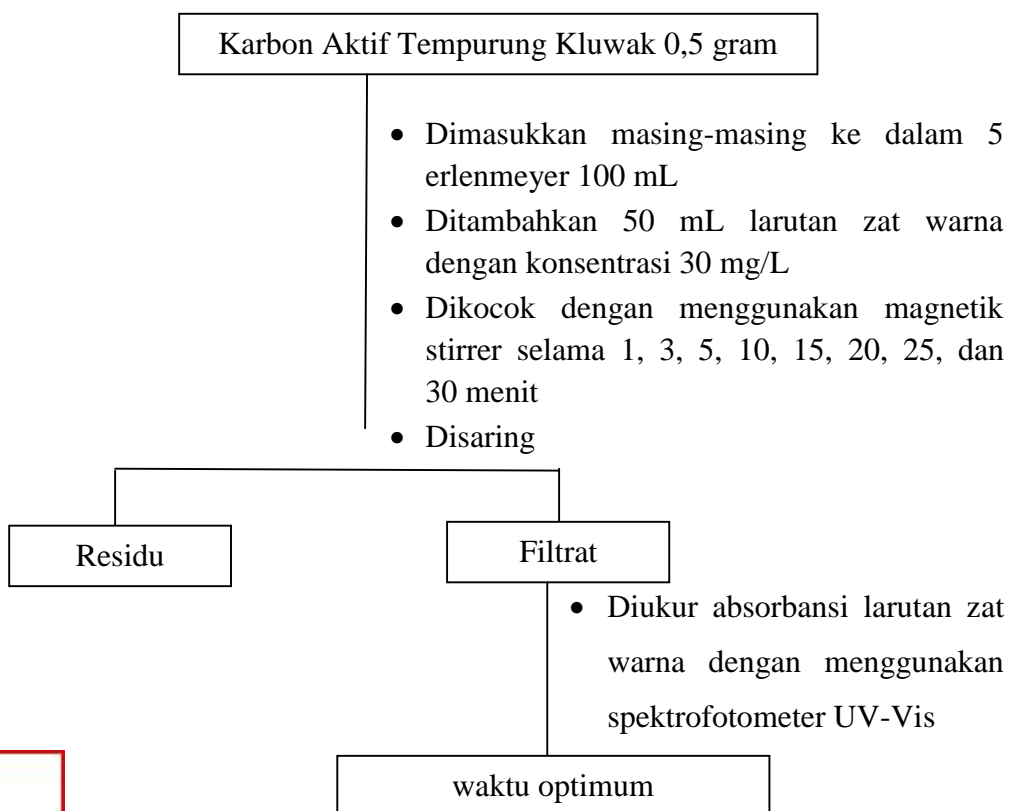 Karbon Aktif Tempurung Kluwak 0,5 gram
• Dimasukkan masing-masing ke dalam 5
erlenmeyer 100 mL
• Ditambahkan 50 mL larutan zat warna
dengan konsentrasi 30 mg/L
• Dikocok dengan menggunakan magnetik
stirrer selama 1, 3, 5, 10, 15, 20, 25, dan
30 menit
• Disaring
Residu
Filtrat
• Diukur absorbansi larutan zat
warna dengan menggunakan
spektrofotometer UV-Vis
waktu optimum